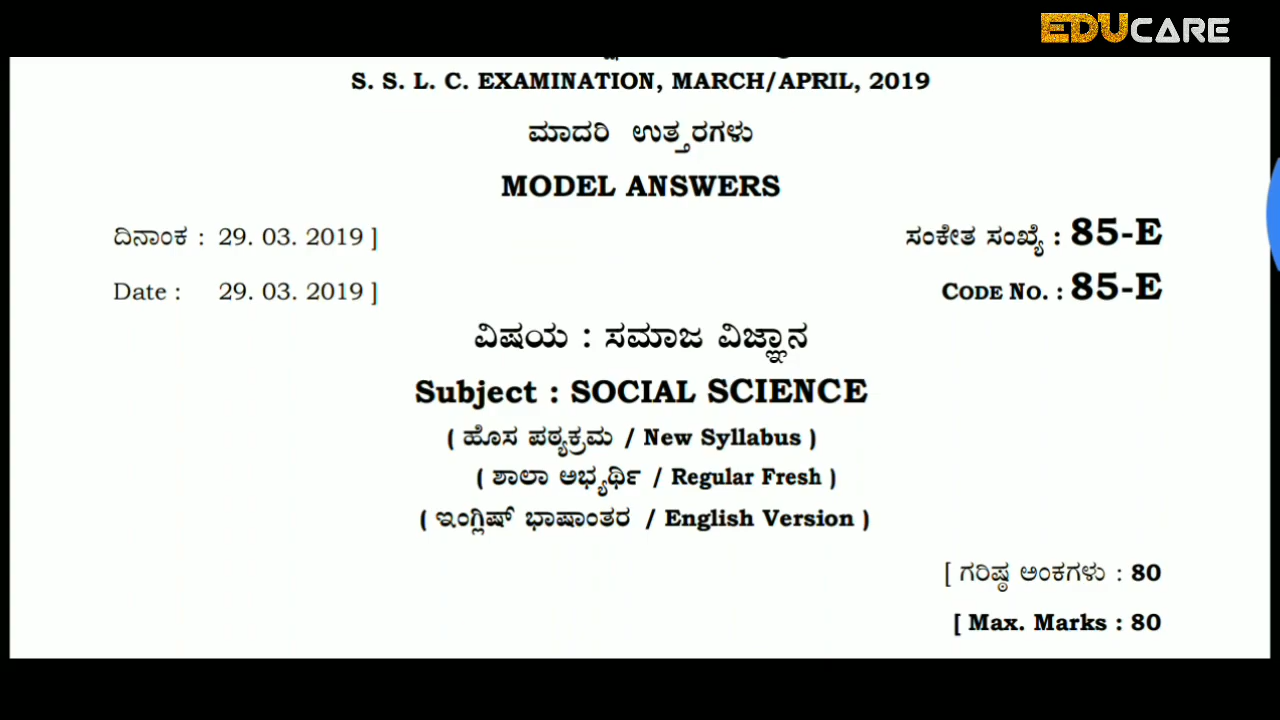 EDUCARE
S. S. L. C. EXAMINATION, MARCH/APRIL, 2019
ಮಾದರಿ ಉತ್ತರಗಳು
MODEL ANSWERS
ದಿನಾಂಕ : 29. 03. 2019 ] ಸಂಕೇತ ಸಂಖ್ಯೆ : 85-E
Date : 29. 03. 2019 ] CODE NO. : 85-E
ವಿಷಯ : ಸಮಾಜ ವಿಜ್ಞಾನ
Subject : SOCIAL SCIENCE
( ಹೊಸ ಪಠ್ಯಕ್ರಮ / New Syllabus )
( ಶಾಲಾ ಅಭ್ಯರ್ಥಿ / Regular Fresh )
( ಇಂಗ್ಲಿಷ್ ಭಾಷಾಂತರ / English Version )
[ ಗರಿಷ್ಠ ಅಂಕಗಳು : 80
[ Max. Marks : 80